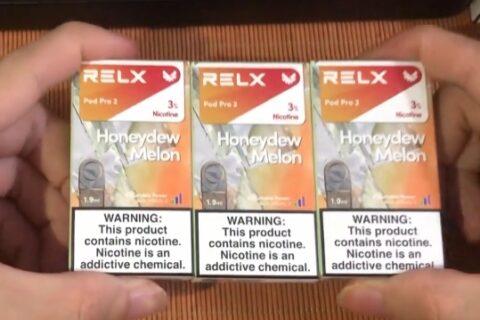 RELX
Pod Pro 2
3%
Nicotine
Honeydew
Melon
1.9ml
WARNING:
This product
contains nicotine.
Nicotine is an
addictive chemical.
RELX
Pod Pro 2
3%
Nicotine
Honeydew
Melon
1.9ml
WARNING:
This product
contains nicotine.
Nicotine is an
addictive chemical.
RELX
Pod Pro 2
3%
Nicotine
Honeydew
Melon
1.9ml
WARNING:
This product
contains nicotine.
Nicotine is an
addictive chemical.